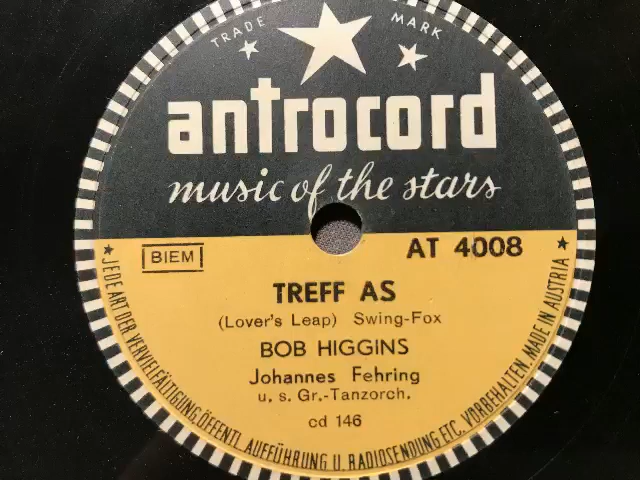 TRADE MARK
antrocord
music of the stars
BIEM
AT 4008
TREFF AS
(Lover's Leap) Swing-Fox
BOB HIGGINS
Johannes Fehring
u. s. Gr.-Tanzorch.
cd 146
JEDE ART DER VERVIELFÄLTIGUNG, ÖFFENTL. AUFFÜHRUNG U. RADIOSENDUNG ETC. VORBEHALTEN. MADE IN AUSTRIA